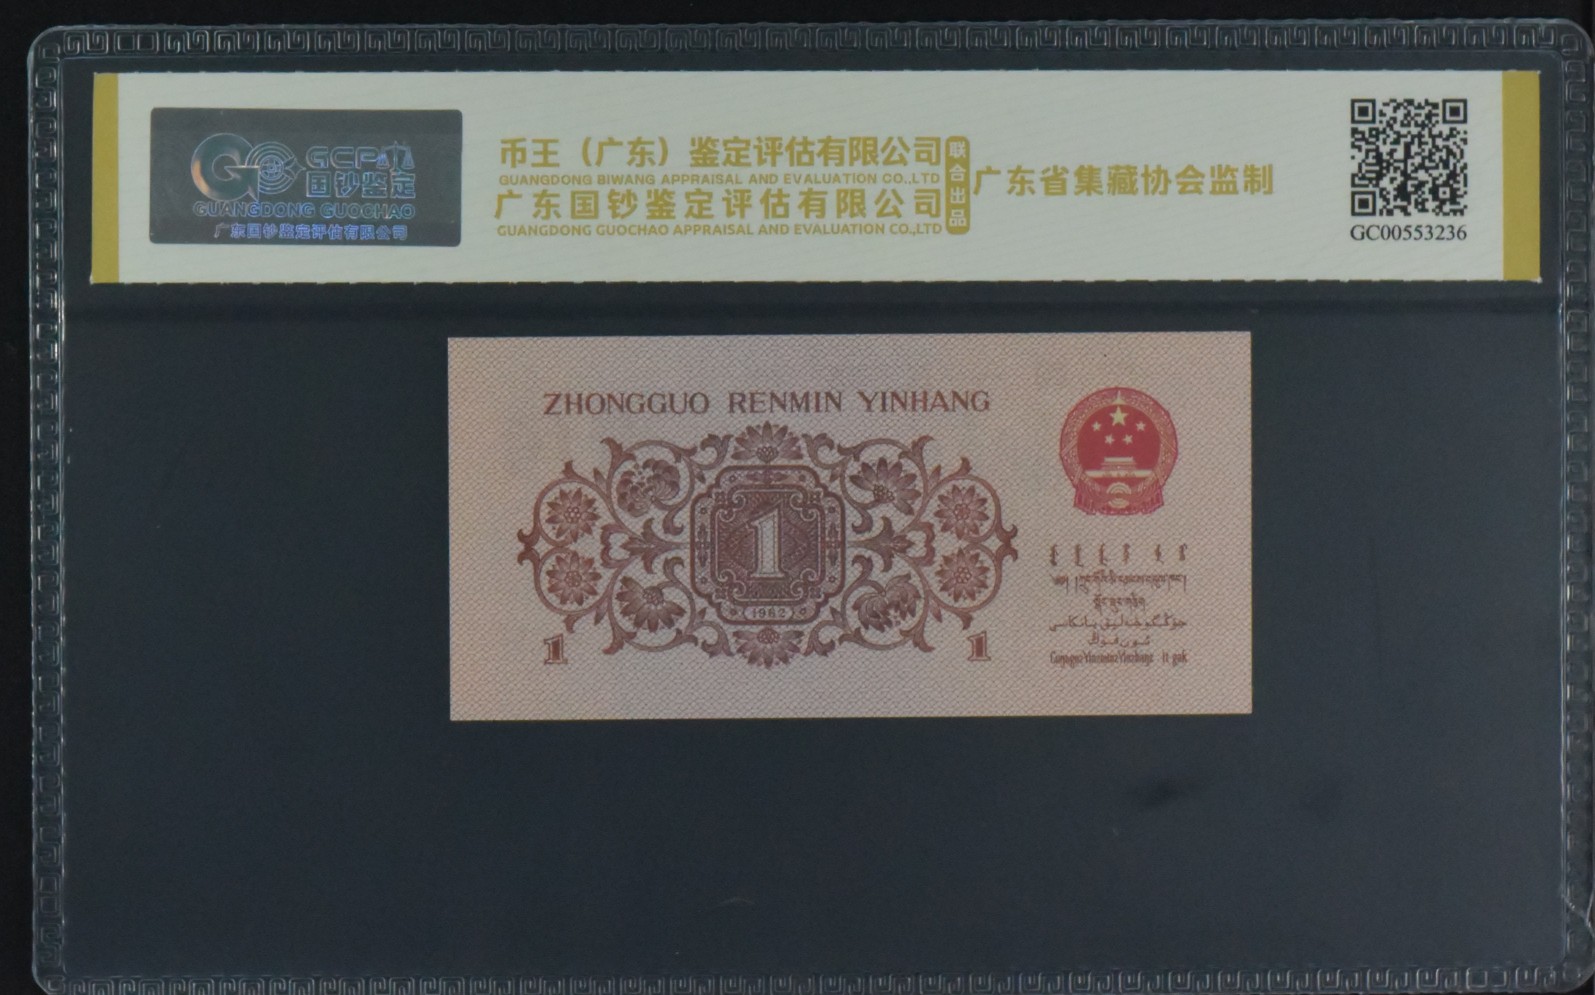 GCP
国钞鉴定
GUANGDONG GUOCHAO
广东国钞鉴定评估有限公司
币王（广东）鉴定评估有限公司
GUANGDONG BIWANG APPRAISAL AND EVALUATION CO.,LTD
广东国钞鉴定评估有限公司
GUANGDONG GUOCHAO APPRAISAL AND EVALUATION CO.,LTD
联合出品
广东省集藏协会监制
GC00553236
ZHONGGUO RENMIN YINHANG
1
1962
1
1